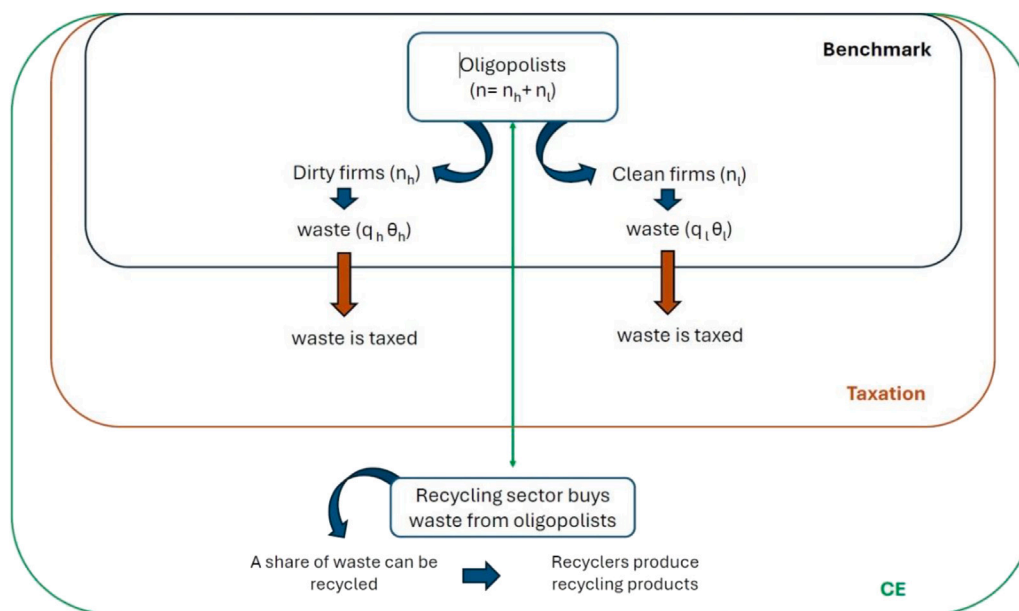 Benchmark
Oligopolists
(n= nₕ+ nₗ)
Dirty firms (nₕ)
Clean firms (nₗ)
waste (q ₕ θₕ)
waste (q ₗ θₗ)
waste is taxed
waste is taxed
Taxation
Recycling sector buys
waste from oligopolists
A share of waste can be
recycled
Recyclers produce
recycling products
CE